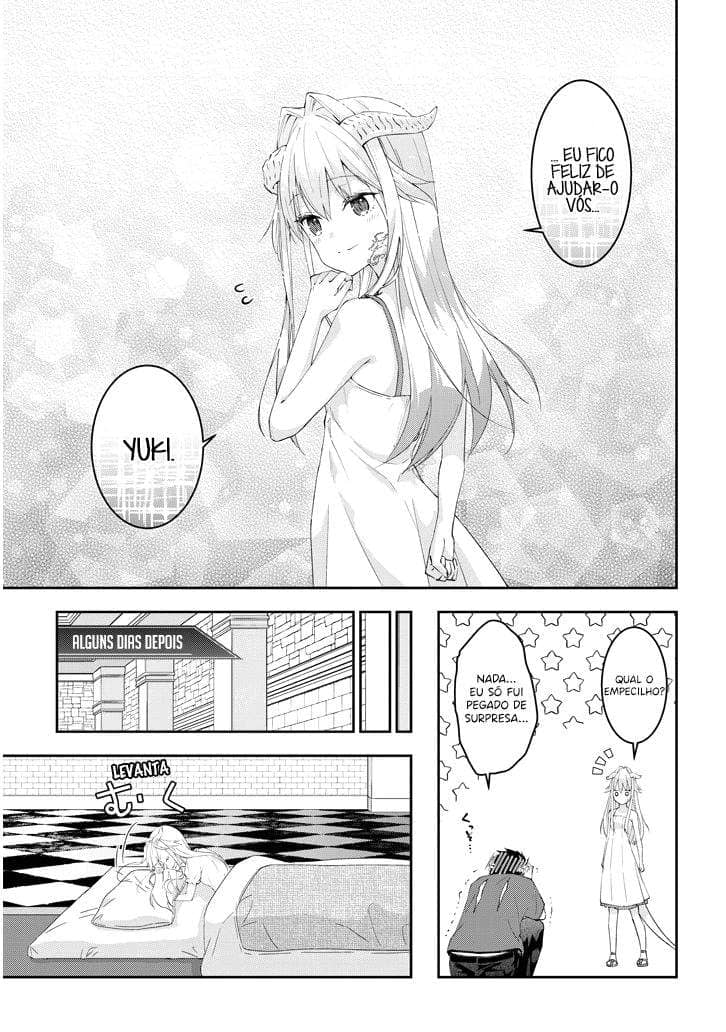 ... EU FICO
FELIZ DE
AJUDAR-O
VÓS...
YUKI.
QUAL O
EMPECILHO?
NADA...
EU SÓ FUI
PEGADO DE
SURPRESA...
ALGUNS DIAS DEPOIS
LEVANTA
む・く